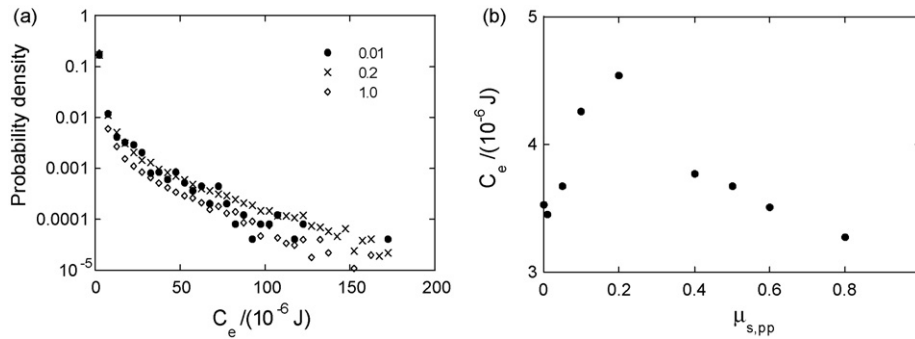 (a)
Probability density
1
0.1
0.01
0.001
0.0001
10⁻⁵
0 50 100 150 200
C_e/(10⁻⁶ J)
● 0.01
× 0.2
◇ 1.0
(b)
C_e /(10⁻⁶ J)
5
4
3
0 0.2 0.4 0.6 0.8
μ_s,pp